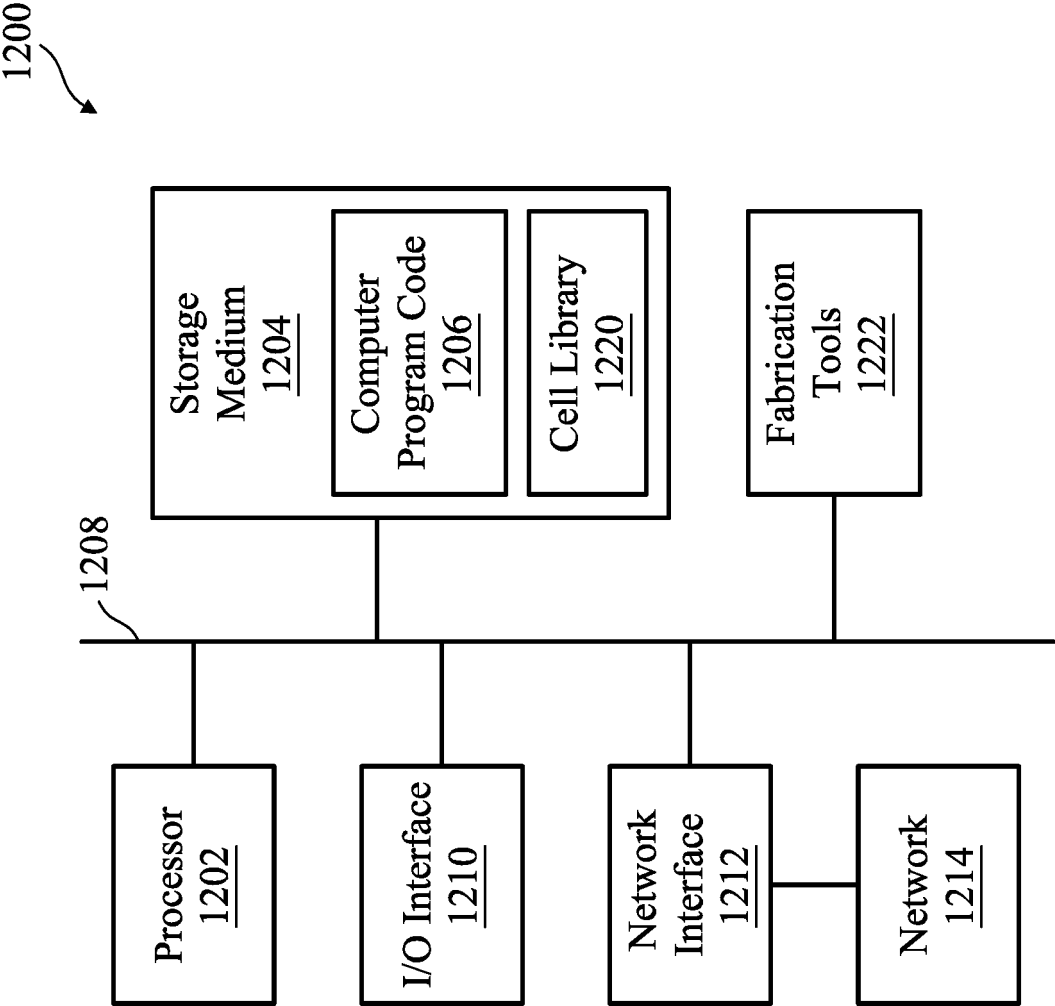 1200
Storage
Medium
1204
Computer
Program Code
1206
Cell Library
1220
Fabrication
Tools
1222
1208
Processor
1202
I/O Interface
1210
Network
Interface
1212
Network
1214